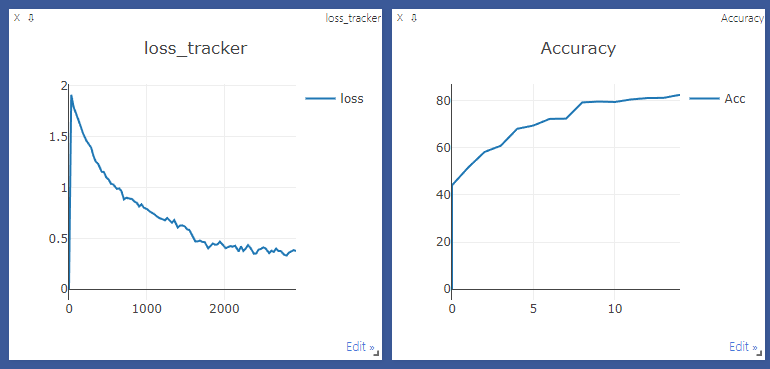 X ⇩ loss_tracker
loss_tracker
2
1.5
1
0.5
0
0 1000 2000
loss
Edit »
X ⇩ Accuracy
Accuracy
80
60
40
20
0
0 5 10
Acc
Edit »